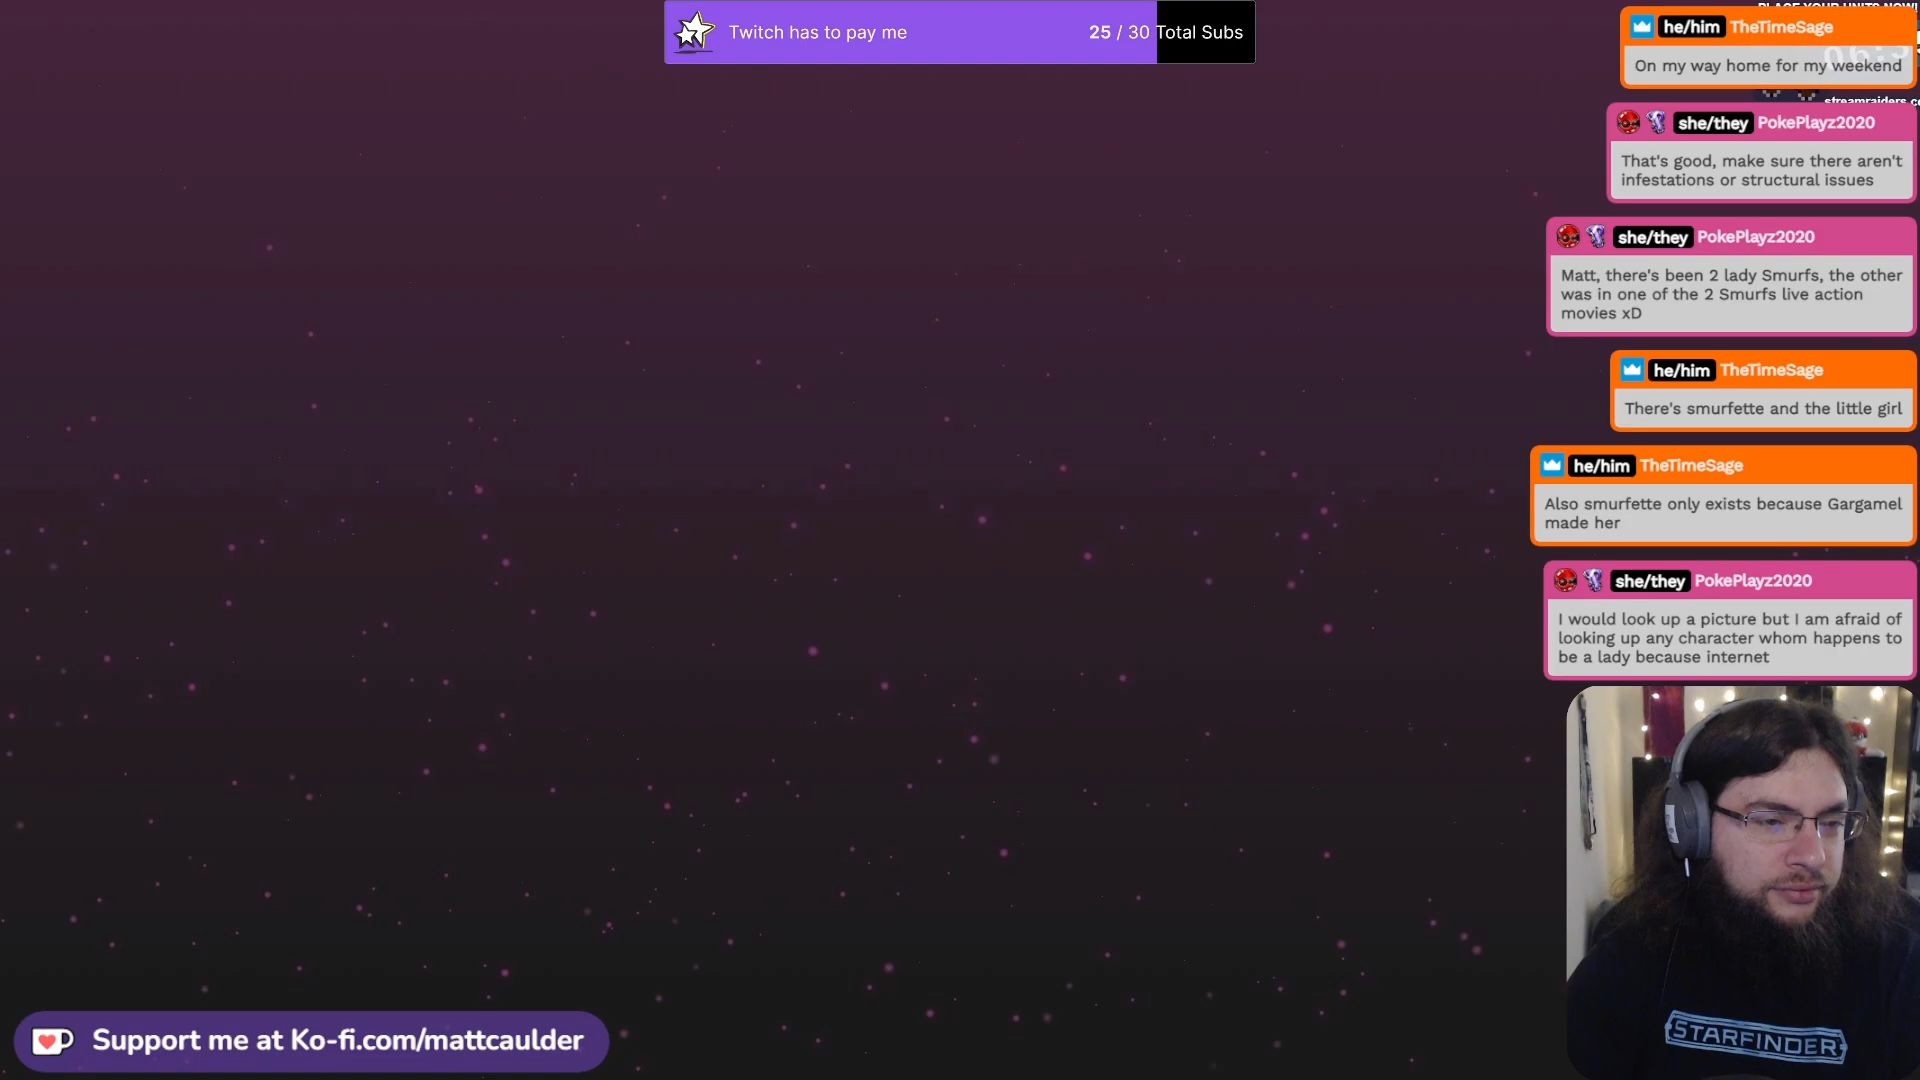 Twitch has to pay me
25 / 30 Total Subs
PLACE YOUR UNITS NOW!
he/him TheTimeSage
On my way home for my weekend
she/they PokePlayz2020
That's good, make sure there aren't
infestations or structural issues
she/they PokePlayz2020
Matt, there's been 2 lady Smurfs, the other
was in one of the 2 Smurfs live action
movies xD
he/him TheTimeSage
There's smurfette and the little girl
he/him TheTimeSage
Also smurfette only exists because Gargamel
made her
she/they PokePlayz2020
I would look up a picture but I am afraid of
looking up any character whom happens to
be a lady because internet
STARFINDER
Support me at Ko-fi.com/mattcaulder